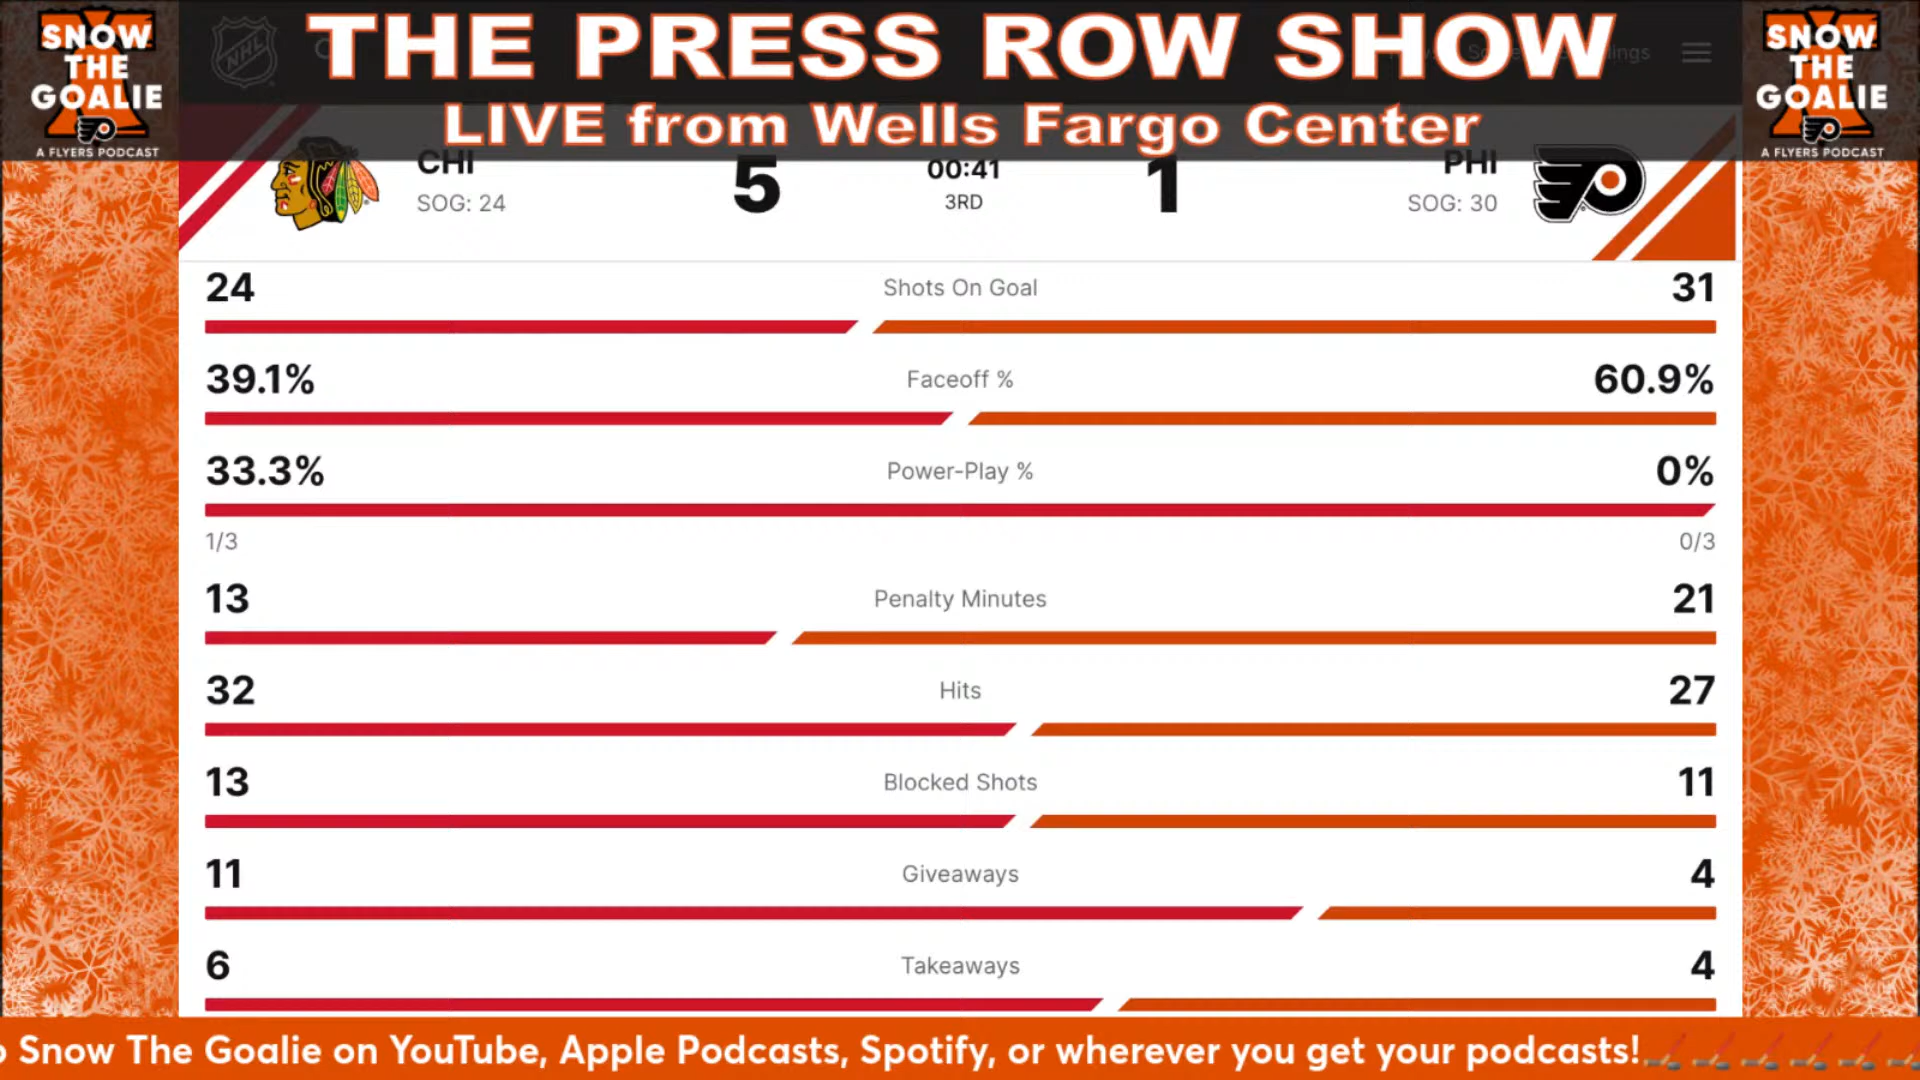 SNOW
THE
GOALIE
A FLYERS PODCAST
NHL
THE PRESS ROW SHOW
LIVE from Wells Fargo Center
SNOW
THE
GOALIE
A FLYERS PODCAST
CHI
SOG: 24
5
00:41
3RD
1
PHI
SOG: 30
24 Shots On Goal 31
39.1% Faceoff % 60.9%
33.3% Power-Play % 0%
1/3 0/3
13 Penalty Minutes 21
32 Hits 27
13 Blocked Shots 11
11 Giveaways 4
6 Takeaways 4
Snow The Goalie on YouTube, Apple Podcasts, Spotify, or wherever you get your podcasts!